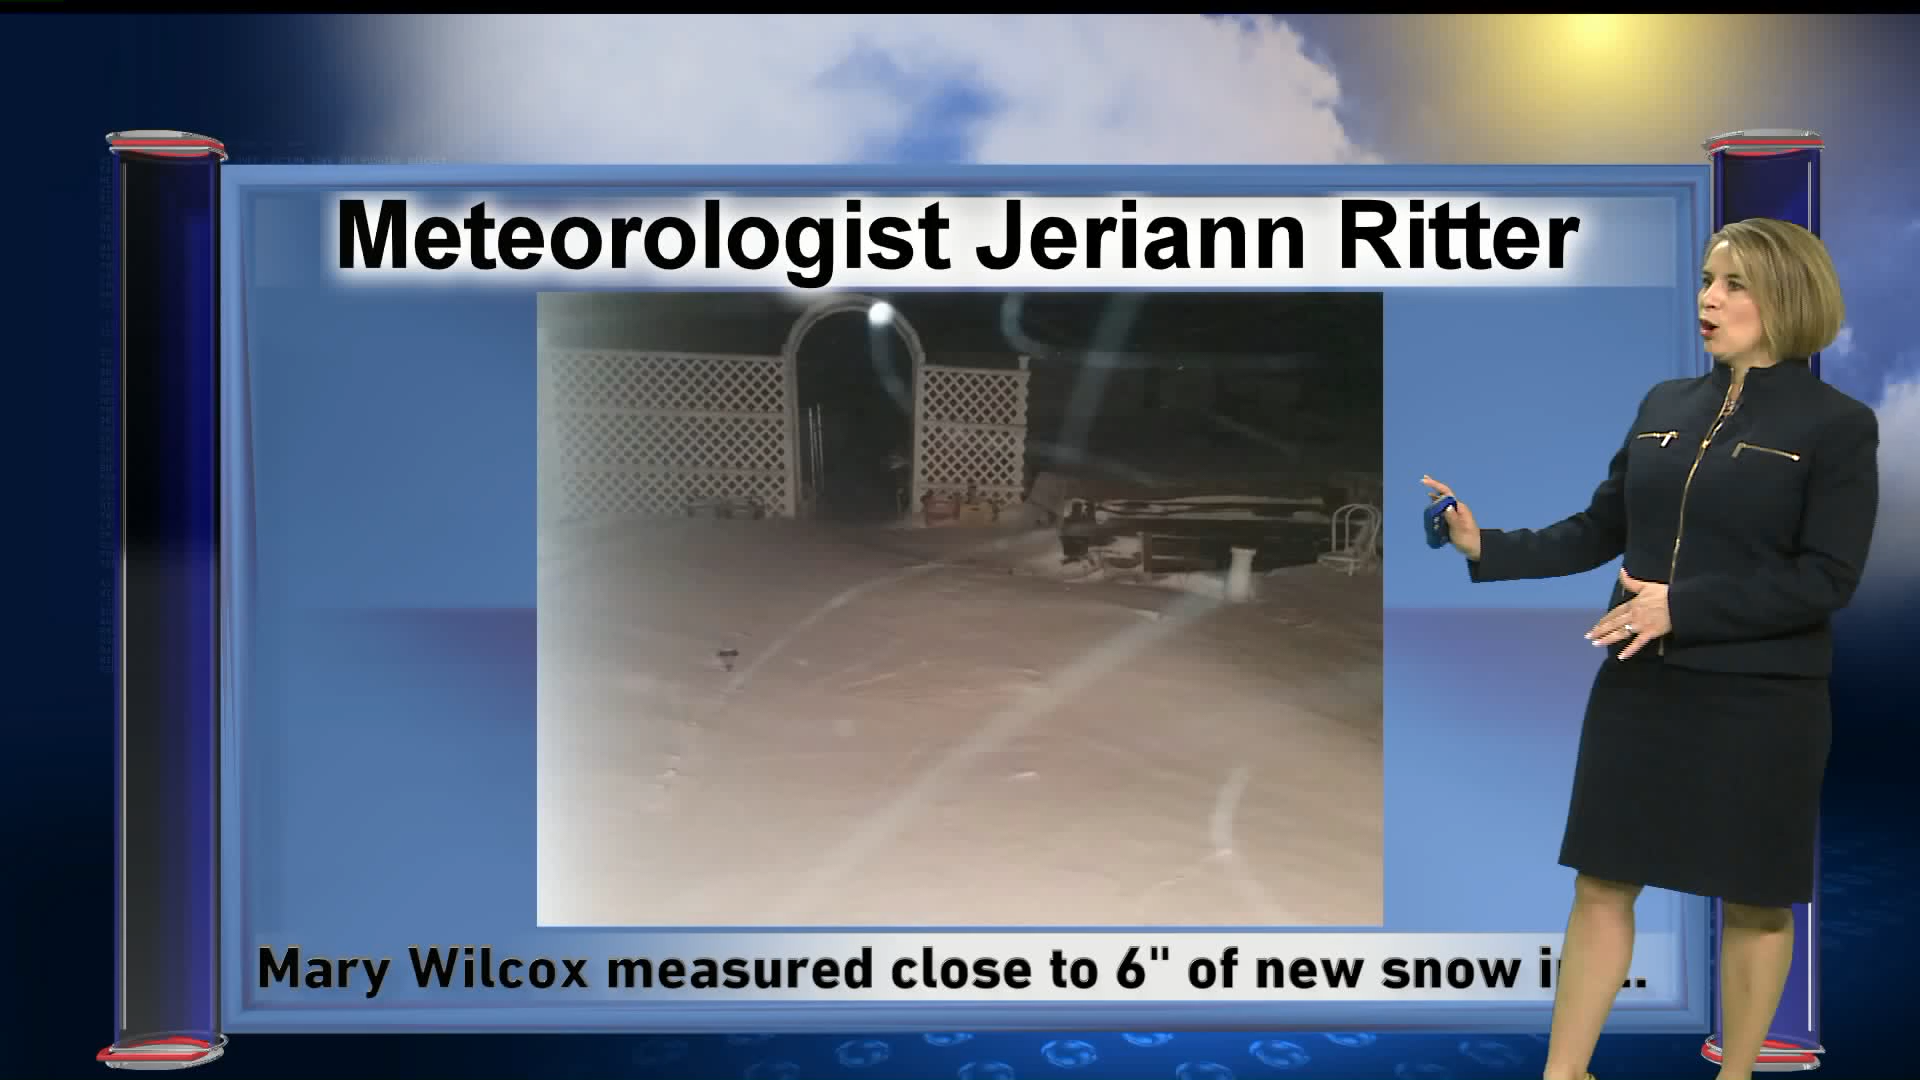 Meteorologist Jeriann Ritter
Mary Wilcox measured close to 6" of new snow